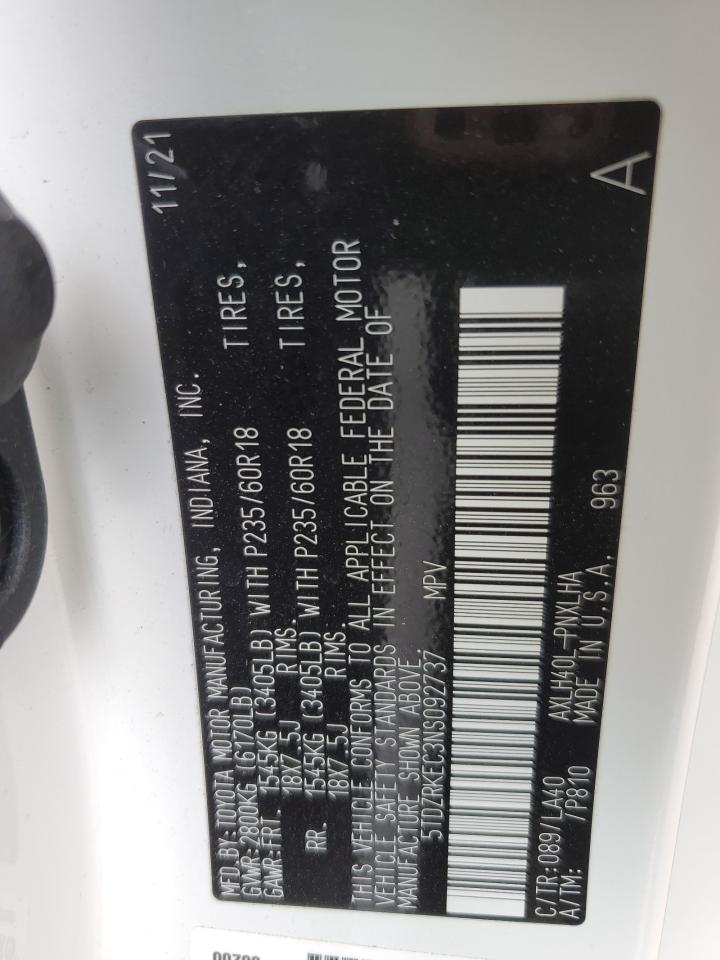 11/21
MFD BY: TOYOTA MOTOR MANUFACTURING, INDIANA, INC.
GVWR: 2800KG (6170LB)
GAWR: FRT. 1545KG (3405LB) WITH P235/60R18 TIRES,
18X7.5J RIMS.
RR. 1545KG (3405LB) WITH P235/60R18 TIRES,
18X7.5J RIMS.
THIS VEHICLE CONFORMS TO ALL APPLICABLE FEDERAL MOTOR
VEHICLE SAFETY STANDARDS IN EFFECT ON THE DATE OF
MANUFACTURE SHOWN ABOVE.
5TDZRKEC3NS092737 MPV
C/TR: 089/LA40 AXLH40L-PNXLHA
A/TM: /P810 MADE IN U.S.A. 963
A